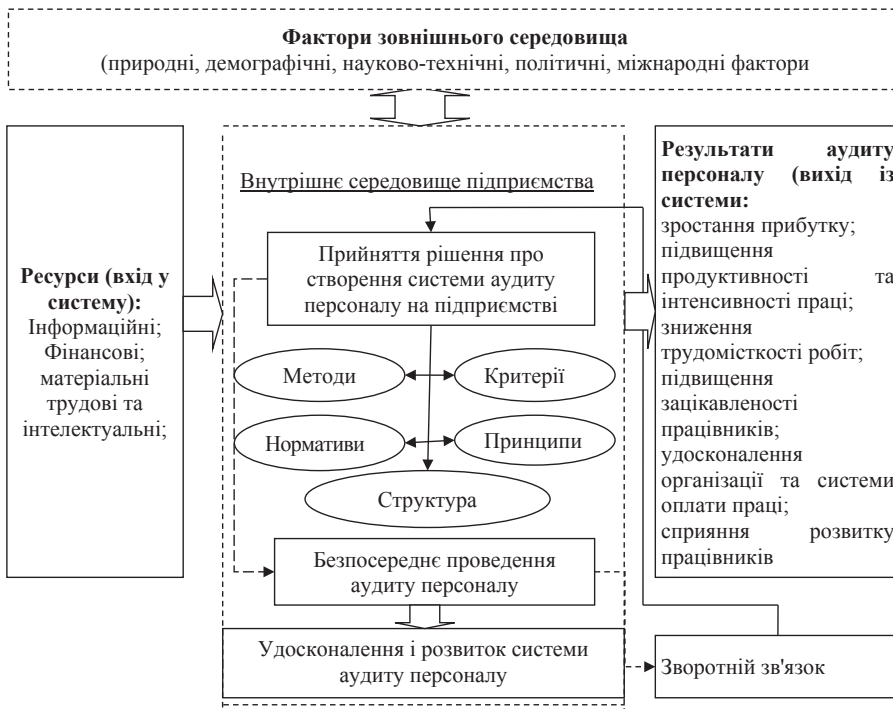 Фактори зовнішнього середовища
(природні, демографічні, науково-технічні, політичні, міжнародні фактори
Ресурси (вхід у
систему):
Інформаційні;
Фінансові;
матеріальні
трудові та
інтелектуальні;
Внутрішнє середовище підприємства
Прийняття рішення про
створення системи аудиту
персоналу на підприємстві
Методи
Критерії
Нормативи
Принципи
Структура
Безпосереднє проведення
аудиту персоналу
Удосконалення і розвиток системи
аудиту персоналу
Результати аудиту
персоналу (вихід із
системи:
зростання прибутку;
підвищення
продуктивності та
інтенсивності праці;
зниження
трудомісткості робіт;
підвищення
зацікавленості
працівників;
удосконалення
організації та системи
оплати праці;
сприяння розвитку
працівників
Зворотній зв'язок